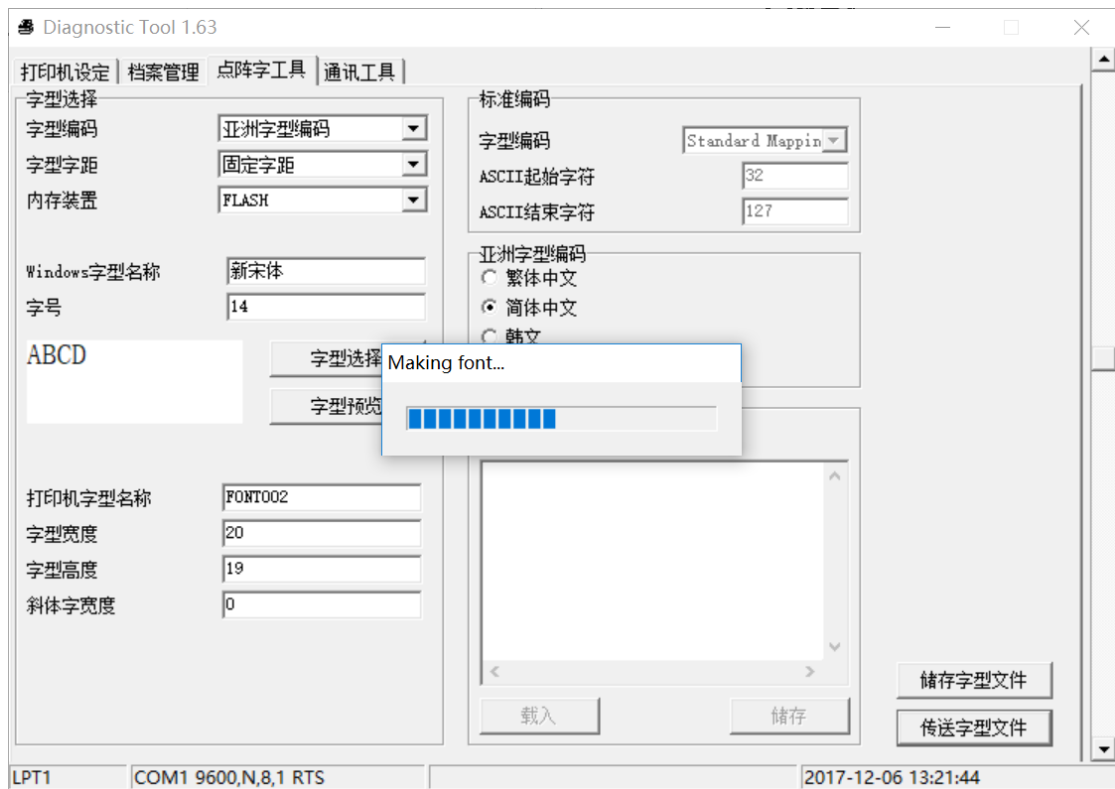 Diagnostic Tool 1.63
打印机设定 档案管理 点阵字工具 通讯工具
字型选择
字型编码 亚洲字型编码
字型字距 固定字距
内存装置 FLASH
Windows字型名称 新宋体
字号 14
ABCD
字型选择
字型预览
打印机字型名称 FONT002
字型宽度 20
字型高度 19
斜体字宽度 0
标准编码
字型编码 Standard Mappin
ASCII起始字符 32
ASCII结束字符 127
亚洲字型编码
繁体中文
简体中文
韩文
Making font...
载入 储存
储存字型文件
传送字型文件
LPT1 COM1 9600,N,8,1 RTS 2017-12-06 13:21:44